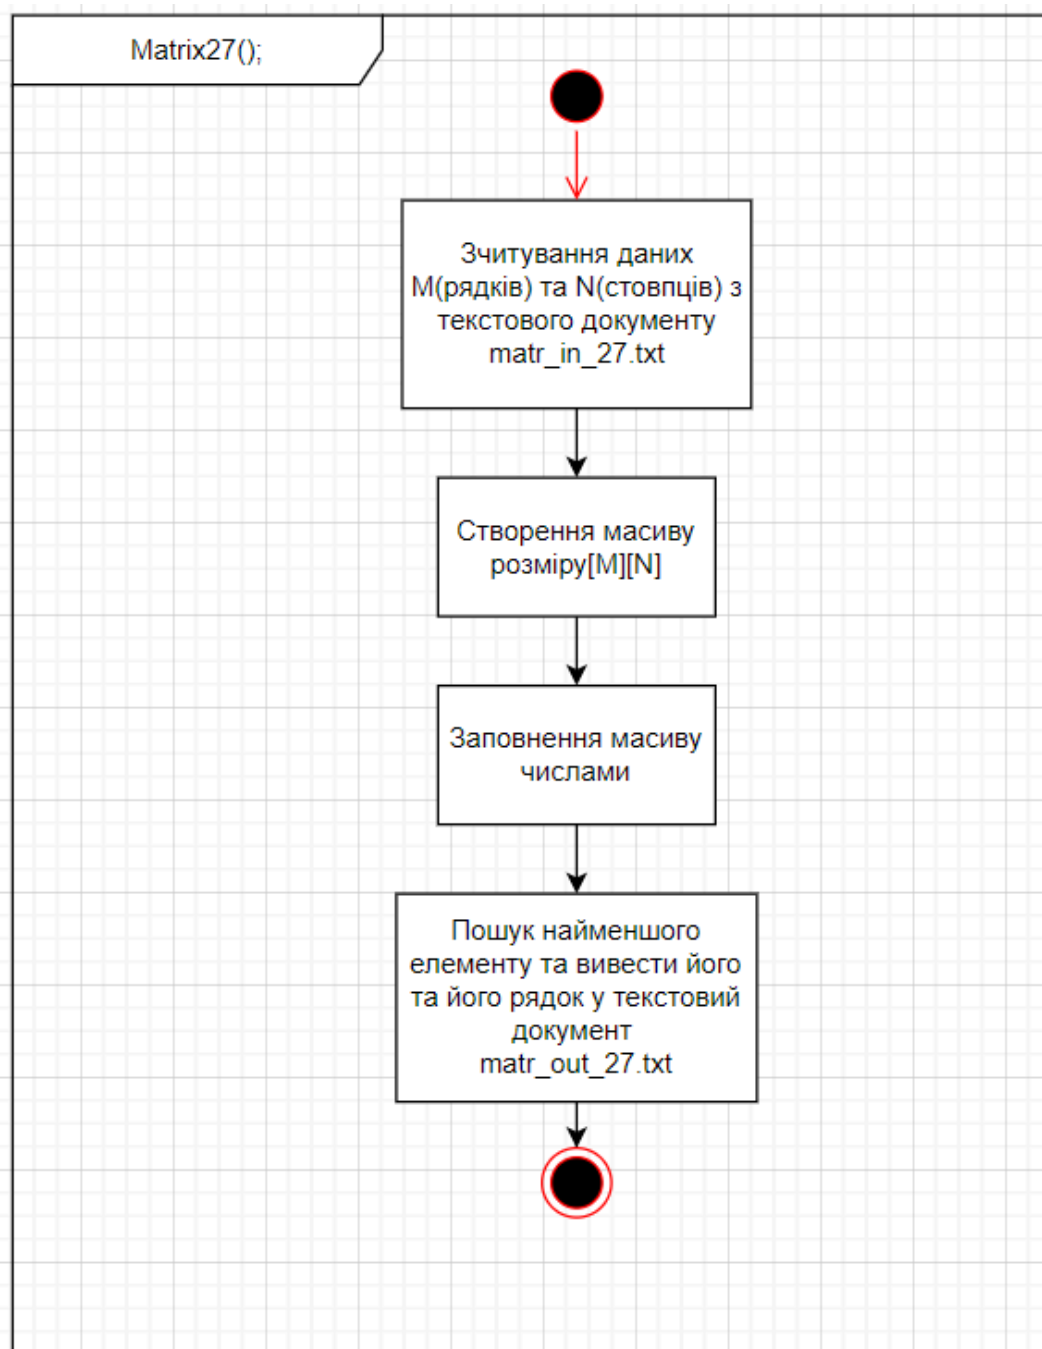 Matrix27();
Зчитування даних
M(рядків) та N(стовпців) з
текстового документу
matr_in_27.txt
Створення масиву
розміру[M][N]
Заповнення масиву
числами
Пошук найменшого
елементу та вивести його
та його рядок у текстовий
документ
matr_out_27.txt